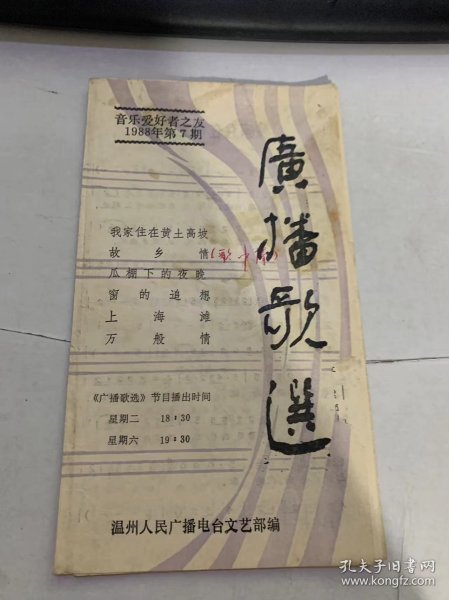 音乐爱好者之友
1988年第7期
廣播歌選
我家住在黄土高坡
故乡情
瓜棚下的夜晚
窗的追想
上海滩
万般情
《广播歌选》节目播出时间
星期二 18:30
星期六 19:30
温州人民广播电台文艺部编
孔夫子旧书网
www.kongfz.com